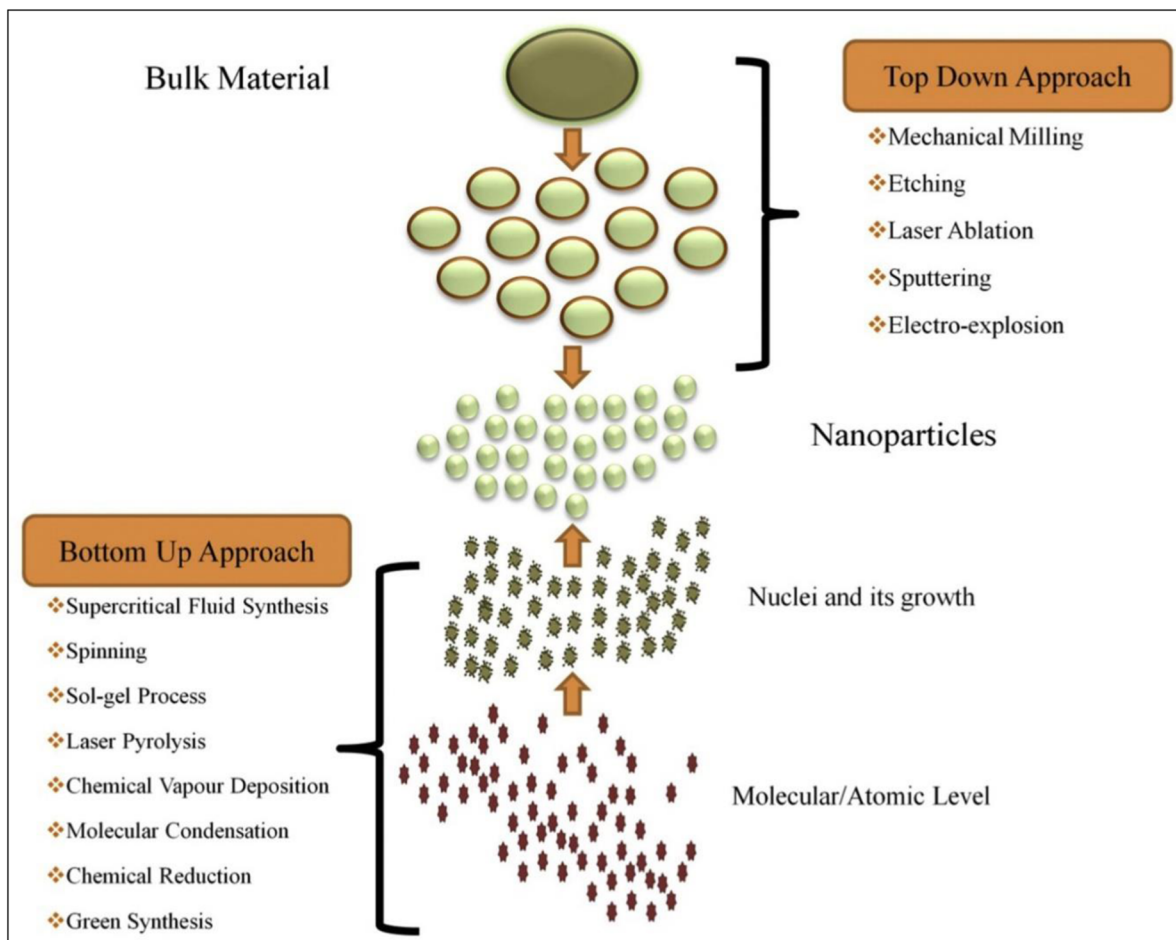 Bulk Material
Top Down Approach
❖Mechanical Milling
❖Etching
❖Laser Ablation
❖Sputtering
❖Electro-explosion
Nanoparticles
Bottom Up Approach
❖Supercritical Fluid Synthesis
❖Spinning
❖Sol-gel Process
❖Laser Pyrolysis
❖Chemical Vapour Deposition
❖Molecular Condensation
❖Chemical Reduction
❖Green Synthesis
Nuclei and its growth
Molecular/Atomic Level